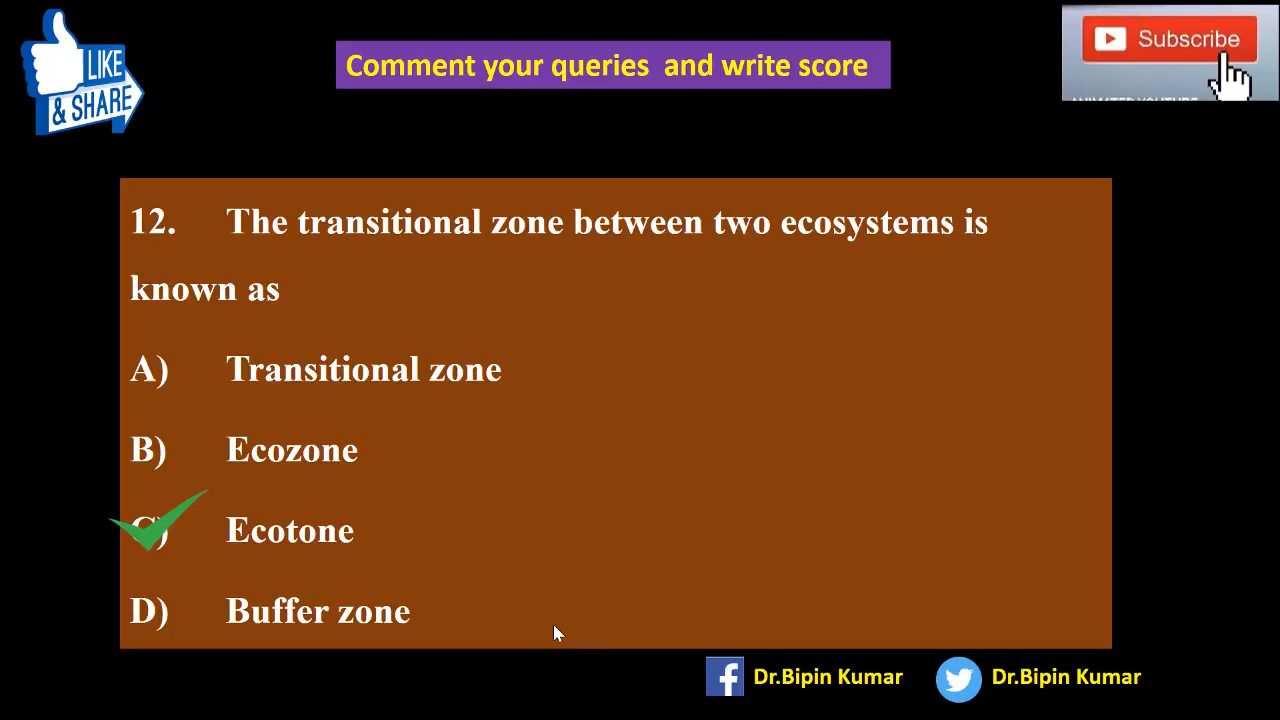 LIKE
& SHARE
Comment your queries and write score
Subscribe
12. The transitional zone between two ecosystems is
known as
A) Transitional zone
B) Ecozone
C) Ecotone
D) Buffer zone
Dr.Bipin Kumar
Dr.Bipin Kumar